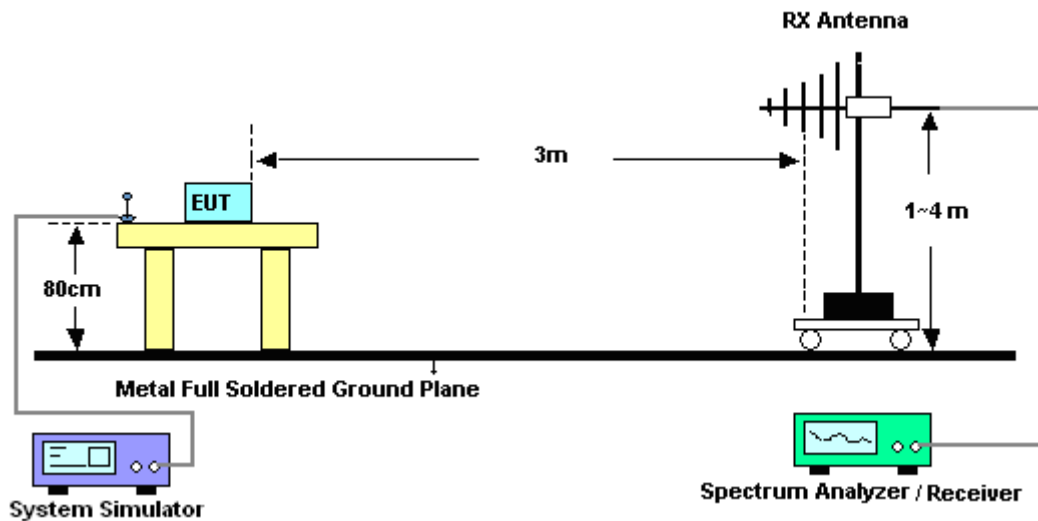 RX Antenna
3m
EUT
1~4 m
80cm
Metal Full Soldered Ground Plane
System Simulator
Spectrum Analyzer / Receiver